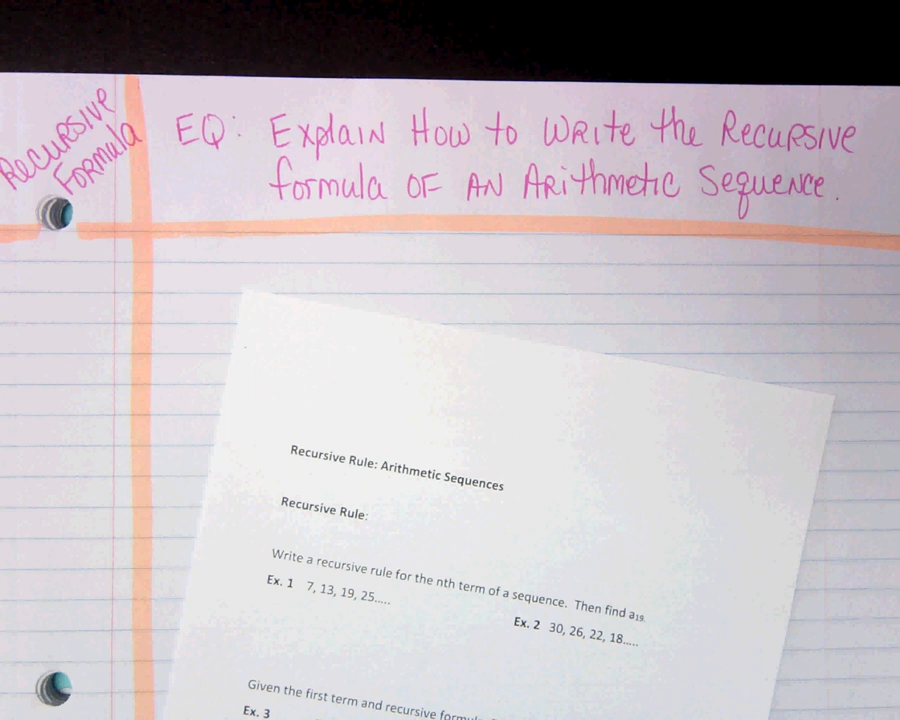 Recursive
Formula
EQ: Explain How to Write the Recursive
formula of an Arithmetic Sequence.
Recursive Rule: Arithmetic Sequences
Recursive Rule:
Write a recursive rule for the nth term of a sequence. Then find a19.
Ex. 1 7, 13, 19, 25.....
Ex. 2 30, 26, 22, 18.....
Given the first term and recursive
Ex. 3